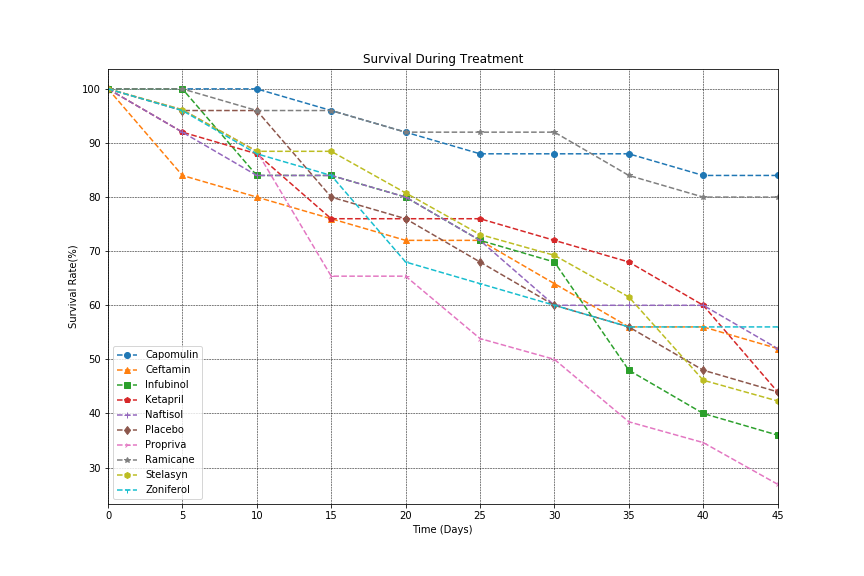 Survival During Treatment
100
90
80
70
60
50
40
30
Survival Rate(%)
Capomulin
Ceftamin
Infubinol
Ketapril
Naftisol
Placebo
Propriva
Ramicane
Stelasyn
Zoniferol
0 5 10 15 20 25 30 35 40 45
Time (Days)